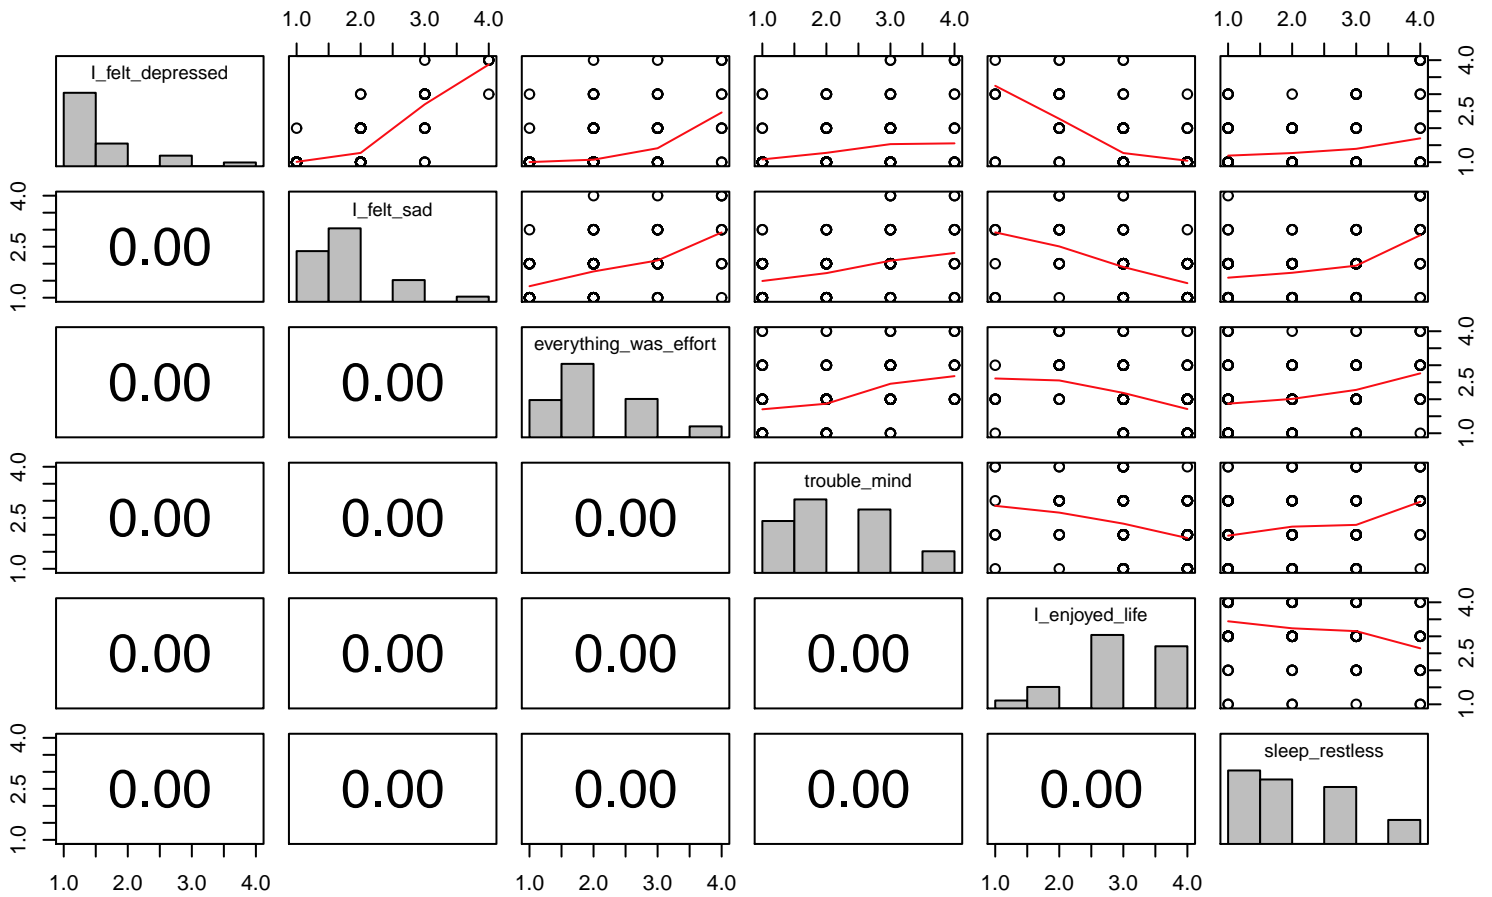 1.0 2.0 3.0 4.0 1.0 2.0 3.0 4.0 1.0 2.0 3.0 4.0
I_felt_depressed 1.0 2.5 4.0
1.0 2.5 4.0 0.00 I_felt_sad
0.00 0.00 everything_was_effort 1.0 2.5 4.0
1.0 2.5 4.0 0.00 0.00 0.00 trouble_mind
0.00 0.00 0.00 0.00 I_enjoyed_life 1.0 2.5 4.0
1.0 2.5 4.0 0.00 0.00 0.00 0.00 0.00 sleep_restless
1.0 2.0 3.0 4.0 1.0 2.0 3.0 4.0 1.0 2.0 3.0 4.0